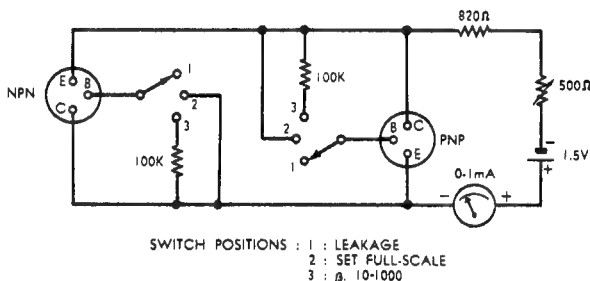 820Ω
NPN
E
B
C
1
2
3
100K
100K
3
2
1
B
C
E
PNP
500Ω
-
+
1.5V
0-1mA
-
+
SWITCH POSITIONS : 1 : LEAKAGE
2 : SET FULL-SCALE
3 : β, 10-1000